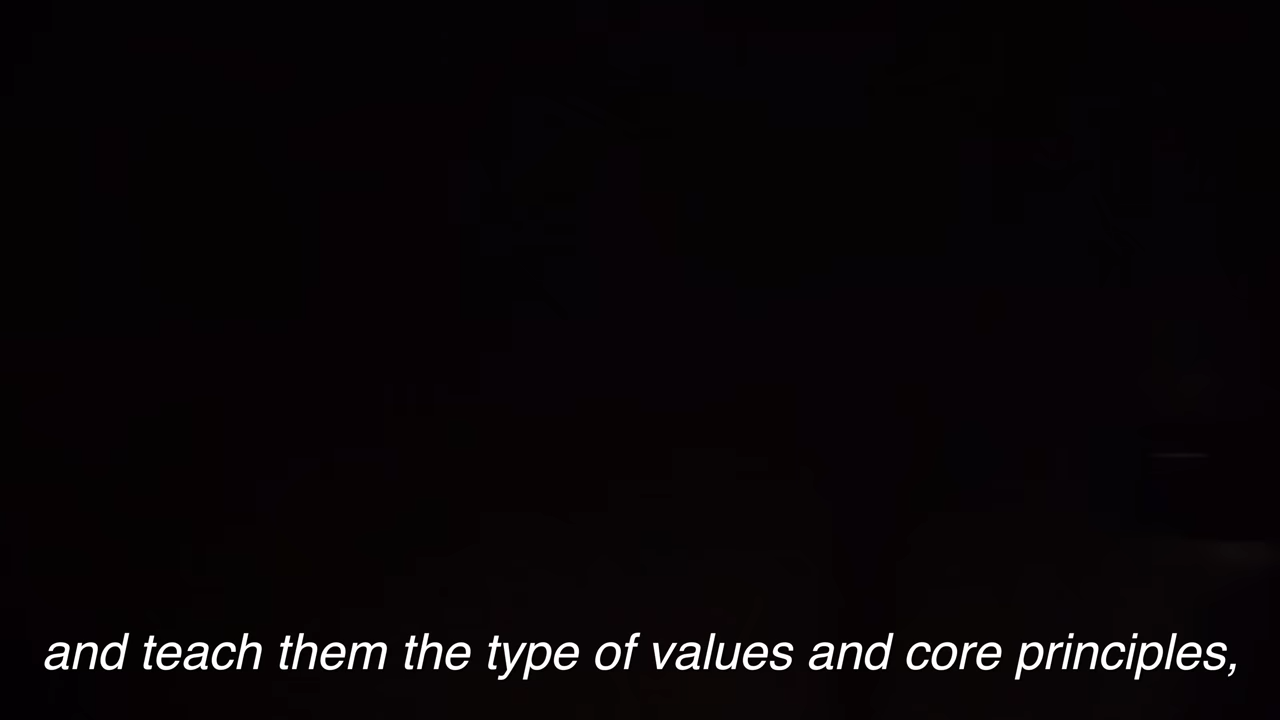 and teach them the type of values and core principles,